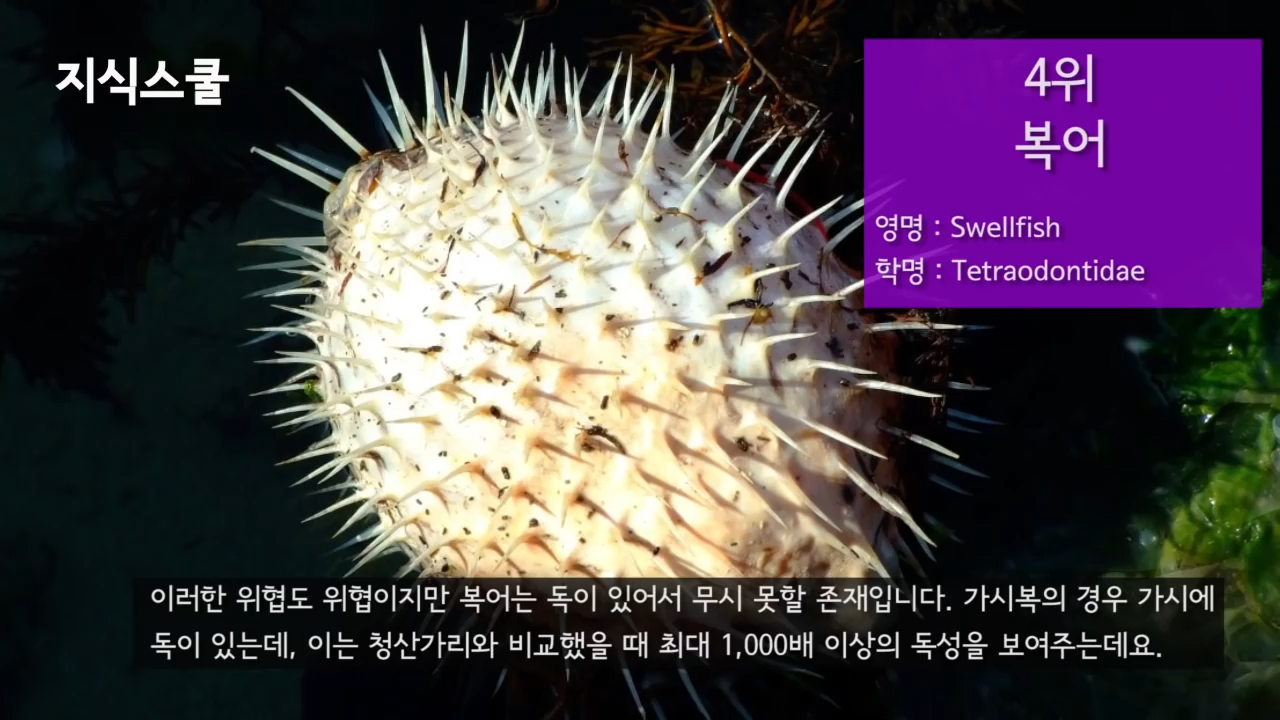 지식스쿨
4위
복어
영명 : Swellfish
학명 : Tetraodontidae
이러한 위협도 위협이지만 복어는 독이 있어서 무시 못할 존재입니다. 가시복의 경우 가시에
독이 있는데, 이는 청산가리와 비교했을 때 최대 1,000배 이상의 독성을 보여주는데요.